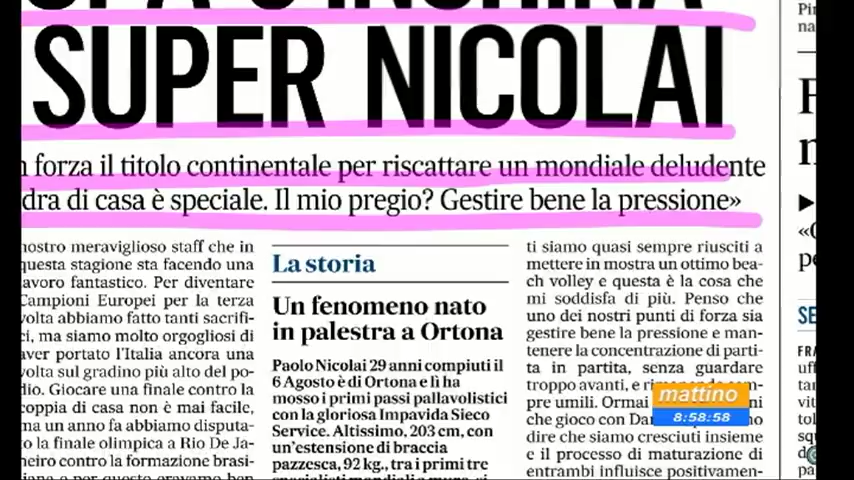 SUPER NICOLAI
forza il titolo continentale per riscattare un mondiale deludente
dra di casa è speciale. Il mio pregio? Gestire bene la pressione»
nostro meraviglioso staff che in
questa stagione sta facendo una
lavoro fantastico. Per diventare
Campioni Europei per la terza
volta abbiamo fatto tanti sacrifi-
ci, ma siamo molto orgogliosi di
aver portato l'Italia ancora una
volta sul gradino più alto del po-
dio. Giocare una finale contro la
coppia di casa non è mai facile,
ma un anno fa abbiamo disputa-
to la finale olimpica a Rio De Ja-
neiro contro la formazione brasi-
La storia
Un fenomeno nato
in palestra a Ortona
Paolo Nicolai 29 anni compiuti il
6 Agosto è di Ortona e lì ha
mosso i primi passi pallavolistici
con la gloriosa Impavida Sieco
Service. Altissimo, 203 cm, con
un'estensione di braccia
pazzesca, 92 kg., tra i primi tre
ti siamo quasi sempre riusciti a
mettere in mostra un ottimo bea-
ch volley e questa è la cosa che
mi soddisfa di più. Penso che
uno dei nostri punti di forza sia
gestire bene la pressione e man-
tenere la concentrazione di parti-
ta in partita, senza guardare
troppo avanti, e
pre umili. Ormai
che gioco con
dire che siamo cresciuti insieme
e il processo di maturazione di
entrambi influisce positivamen-
mattino
8:58:58